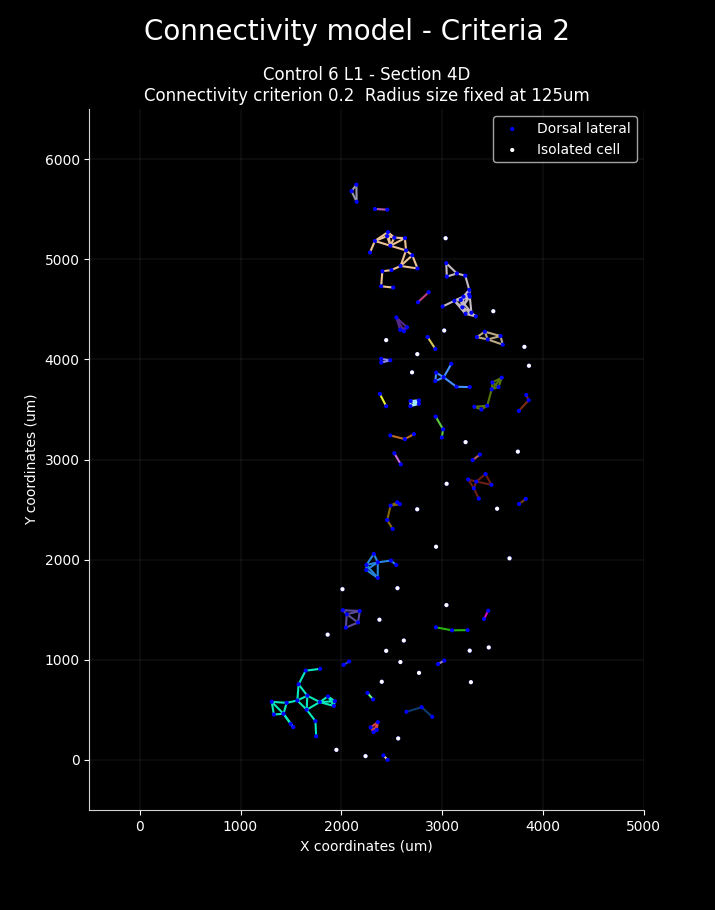 Connectivity model - Criteria 2
Control 6 L1 - Section 4D
Connectivity criterion 0.2  Radius size fixed at 125um
Dorsal lateral
Isolated cell
6000
5000
4000
3000
2000
1000
0
Y coordinates (um)
0
1000
2000
3000
4000
5000
X coordinates (um)